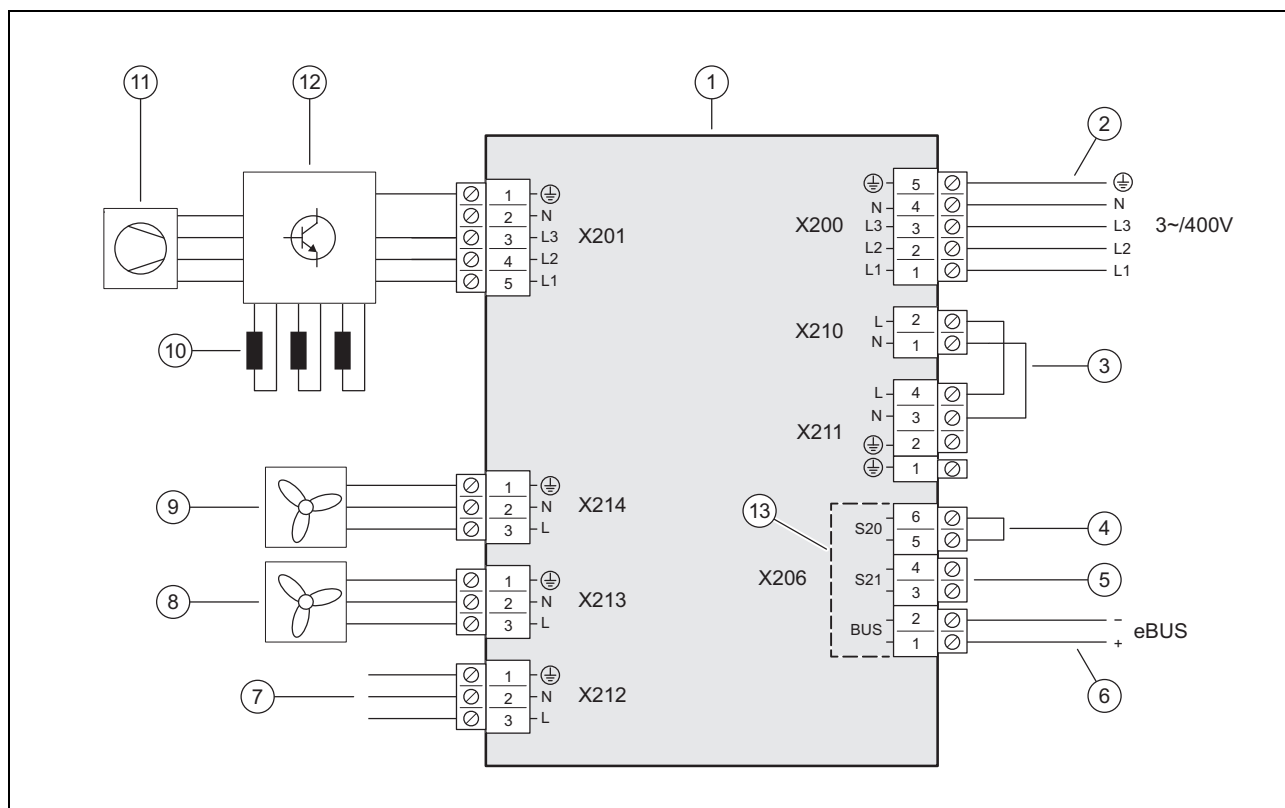 11
12
1
2
1
2 N
3 L3
4 L2
5 L1
X201
X200
5
N 4
L3 3
L2 2
L1 1
N
L3
L2
L1
3~/400V
10
X210
L 2
N 1
3
X211
L 4
N 3
2
1
9
1
2 N
3 L
X214
8
1
2 N
3 L
X213
7
1
2 N
3 L
X212
13
X206
S20
6
5
4
S21
4
3
5
BUS
2
1
−
+
eBUS
6